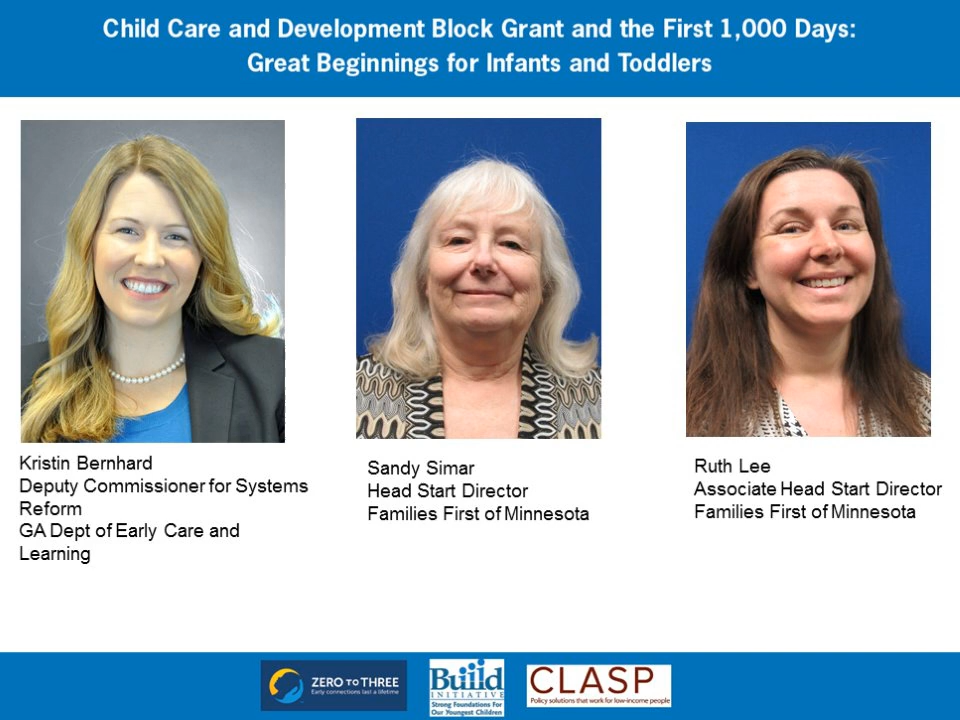 Child Care and Development Block Grant and the First 1,000 Days:
Great Beginnings for Infants and Toddlers
Kristin Bernhard
Deputy Commissioner for Systems
Reform
GA Dept of Early Care and
Learning
Sandy Simar
Head Start Director
Families First of Minnesota
Ruth Lee
Associate Head Start Director
Families First of Minnesota
ZERO TO THREE
Early connections last a lifetime
Build
INITIATIVE
Strong Foundations For
Our Youngest Children
CLASP
Policy solutions that work for low-income people